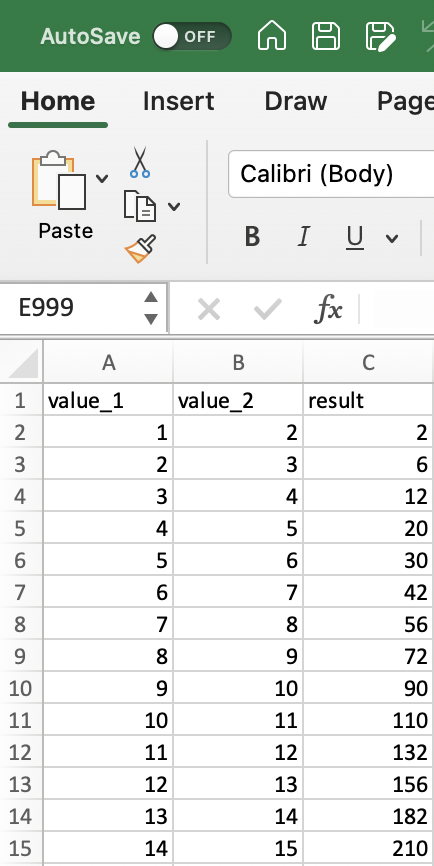 AutoSave OFF
Home Insert Draw Page
Calibri (Body)
Paste
B I U
E999 fx
A B C
1 value_1 value_2 result
2 1 2 2
3 2 3 6
4 3 4 12
5 4 5 20
6 5 6 30
7 6 7 42
8 7 8 56
9 8 9 72
10 9 10 90
11 10 11 110
12 11 12 132
13 12 13 156
14 13 14 182
15 14 15 210